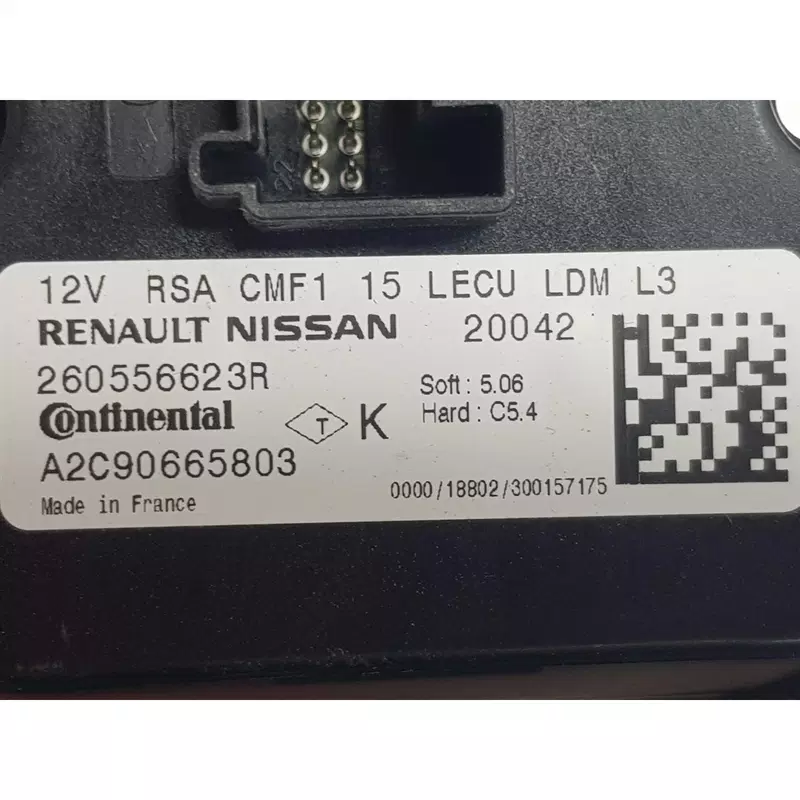 22
12V RSA CMF1 15 LECU LDM L3
RENAULT NISSAN 20042
260556623R
Soft : 5.06
Continental T K Hard : C5.4
A2C90665803
0000/18802/300157175
Made in France